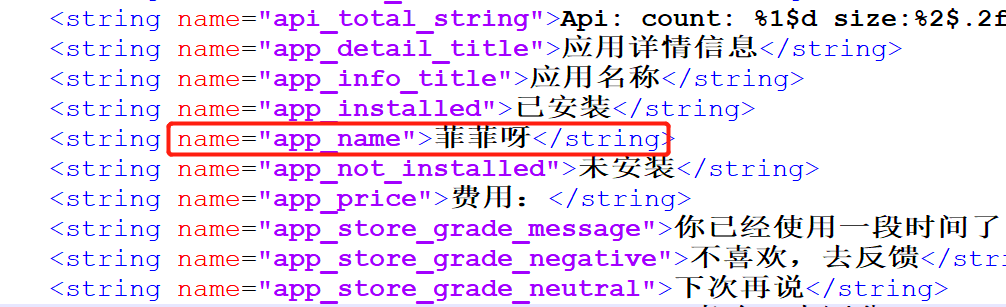 <string name="api_total_string">Api: count: %1$d size:%2$.2f
<string name="app_detail_title">应用详情信息</string>
<string name="app_info_title">应用名称</string>
<string name="app_installed">已安装</string>
<string name="app_name">菲菲呀</string>
<string name="app_not_installed">未安装</string>
<string name="app_price">费用：</string>
<string name="app_store_grade_message">你已经使用一段时间了
<string name="app_store_grade_negative">不喜欢，去反馈</str
<string name="app_store_grade_neutral">下次再说</string>